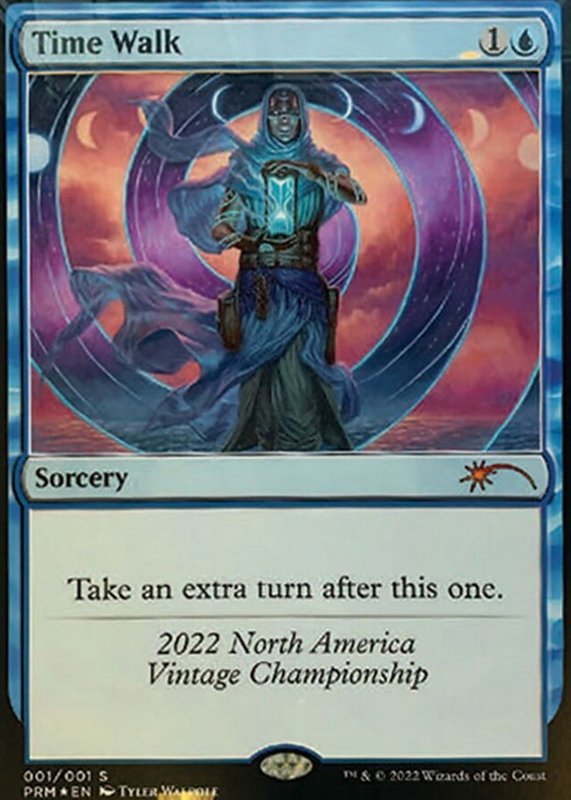 Time Walk 1
Sorcery
Take an extra turn after this one.
2022 North America
Vintage Championship
001/001 S
PRM★EN Tyler Walpole
™ & © 2022 Wizards of the Coast